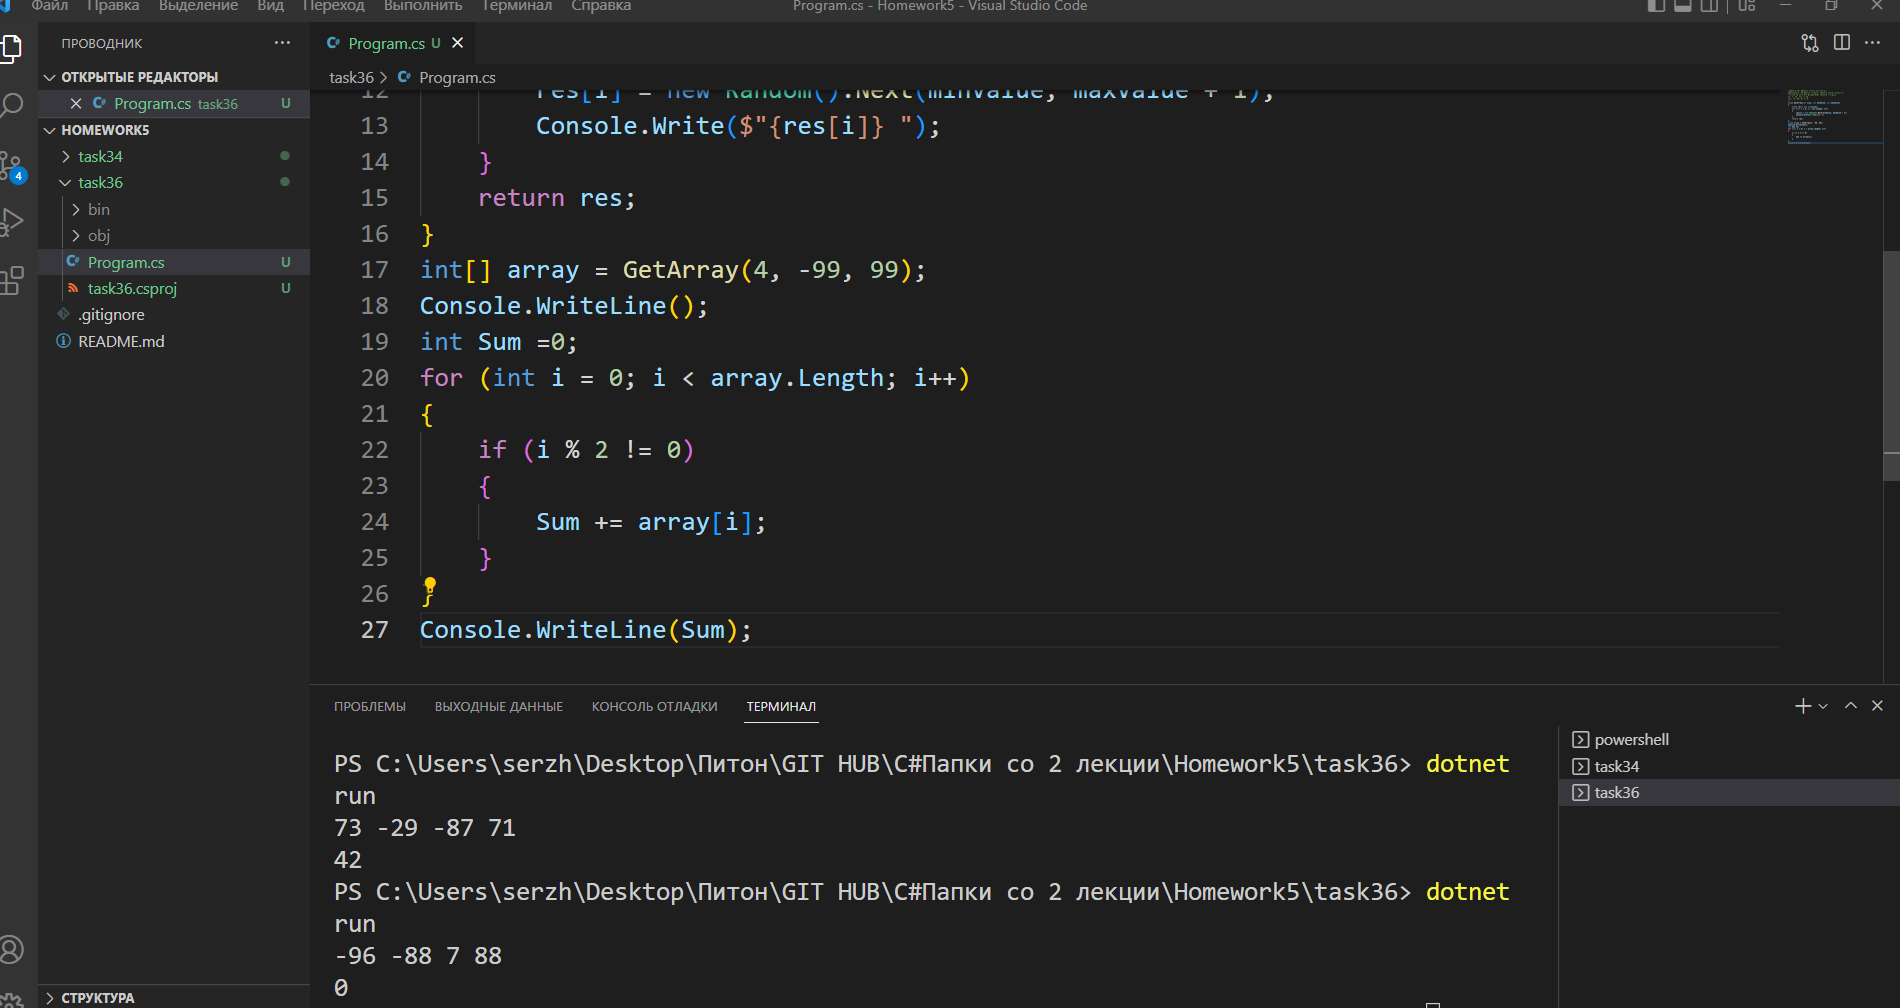 Файл Правка Выделение Вид Переход Выполнить Терминал Справка
Program.cs - Homework5 - Visual Studio Code
ПРОВОДНИК
ОТКРЫТЫЕ РЕДАКТОРЫ
Program.cs task36 U
HOMEWORK5
task34
task36
bin
obj
Program.cs U
task36.csproj U
.gitignore
README.md
4
СТРУКТУРА
Program.cs U
task36 > Program.cs
12 res[i] = new Random().Next(minValue, maxValue + 1);
13 Console.Write($"{res[i]} ");
14 }
15 return res;
16 }
17 int[] array = GetArray(4, -99, 99);
18 Console.WriteLine();
19 int Sum =0;
20 for (int i = 0; i < array.Length; i++)
21 {
22 if (i % 2 != 0)
23 {
24 Sum += array[i];
25 }
26 }
27 Console.WriteLine(Sum);
ПРОБЛЕМЫ ВЫХОДНЫЕ ДАННЫЕ КОНСОЛЬ ОТЛАДКИ ТЕРМИНАЛ
PS C:\Users\serzh\Desktop\Питон\GIT HUB\C#Папки со 2 лекции\Homework5\task36> dotnet
run
73 -29 -87 71
42
PS C:\Users\serzh\Desktop\Питон\GIT HUB\C#Папки со 2 лекции\Homework5\task36> dotnet
run
-96 -88 7 88
0
powershell
task34
task36